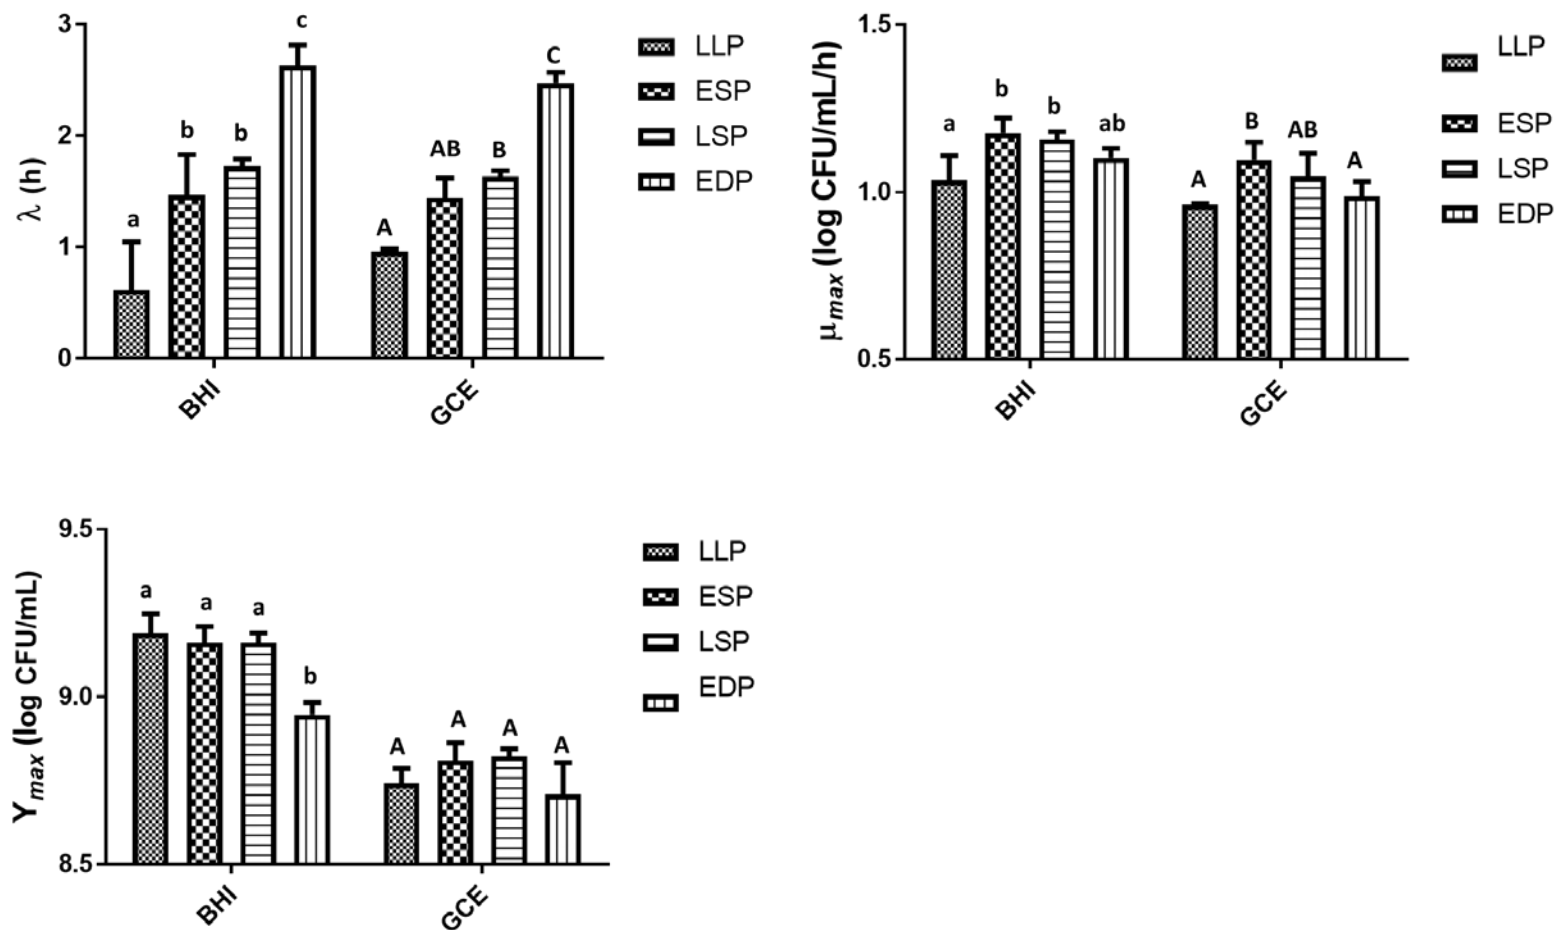 3
2
1
0
λ (h)
a
b
b
c
A
AB
B
C
BHI
GCE
LLP
ESP
LSP
EDP
1.5
1.0
0.5
μmax (log CFU/mL/h)
a
b
b
ab
A
B
AB
A
BHI
GCE
LLP
ESP
LSP
EDP
9.5
9.0
8.5
Ymax (log CFU/mL)
a
a
a
b
A
A
A
A
BHI
GCE
LLP
ESP
LSP
EDP